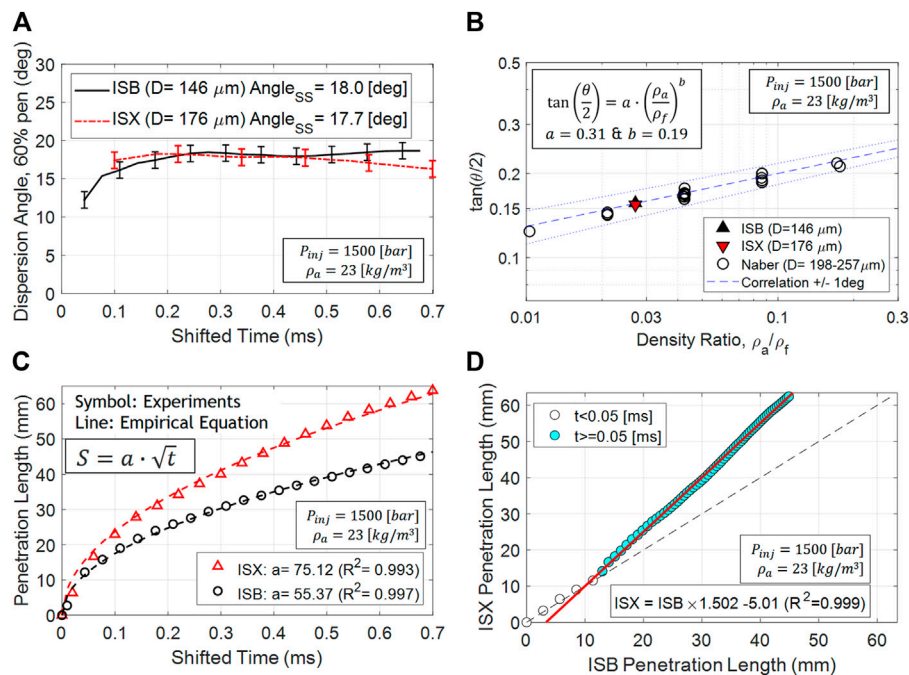 A
Dispersion Angle, 60% pen (deg)
30
25
20
15
10
5
0
ISB (D= 146 μm) Angle_SS = 18.0 [deg]
ISX (D= 176 μm) Angle_SS = 17.7 [deg]
P_inj = 1500 [bar]
ρ_a = 23 [kg/m³]
0 0.1 0.2 0.3 0.4 0.5 0.6 0.7
Shifted Time (ms)
B
tan(θ/2)
0.5
0.3
0.2
0.15
0.1
tan(θ/2) = a · (ρ_a/ρ_f)^b
a = 0.31 & b = 0.19
P_inj = 1500 [bar]
ρ_a = 23 [kg/m³]
ISB (D=146 μm)
ISX (D=176 μm)
Naber (D= 198-257μm)
Correlation +/- 1deg
0.01 0.03 0.1 0.3
Density Ratio, ρ_a/ρ_f
C
Penetration Length (mm)
60
50
40
30
20
10
0
Symbol: Experiments
Line: Empirical Equation
S = a · √t
P_inj = 1500 [bar]
ρ_a = 23 [kg/m³]
ISX: a= 75.12 (R²= 0.993)
ISB: a= 55.37 (R²= 0.997)
0 0.1 0.2 0.3 0.4 0.5 0.6 0.7
Shifted Time (ms)
D
ISX Penetration Length (mm)
60
50
40
30
20
10
0
t<0.05 [ms]
t>=0.05 [ms]
P_inj = 1500 [bar]
ρ_a = 23 [kg/m³]
ISX = ISB ×1.502 -5.01 (R²=0.999)
0 10 20 30 40 50 60
ISB Penetration Length (mm)